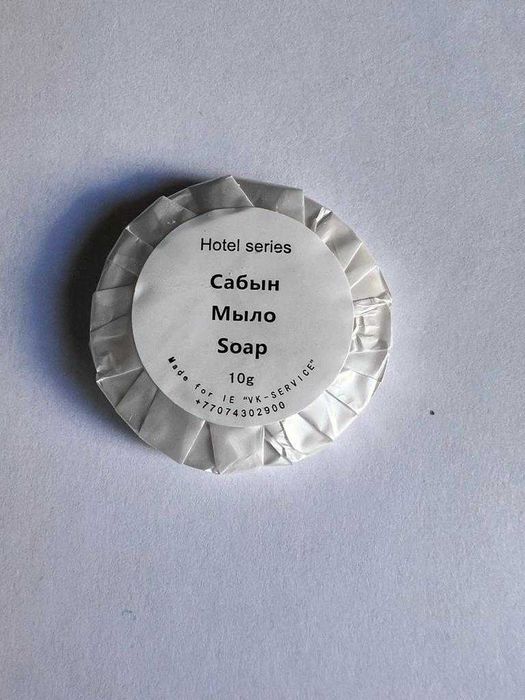 Hotel series
Сабын
Мыло
Soap
10g
Made for IE "VK-SERVICE"
+77074302900